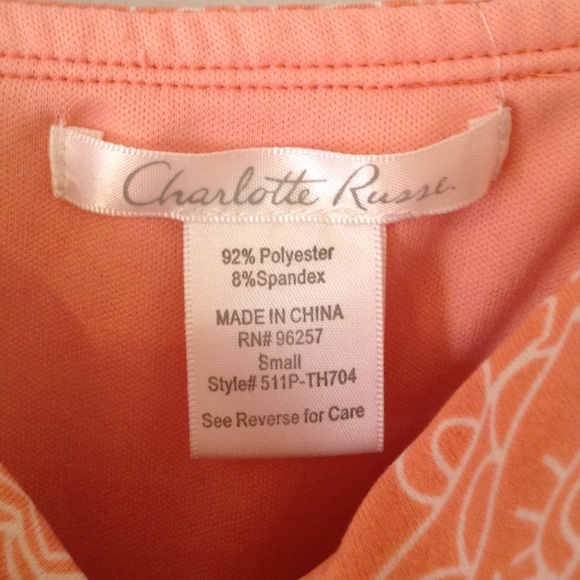 Charlotte Russe.
92% Polyester
8%Spandex
MADE IN CHINA
RN# 96257
Small
Style# 511P-TH704
See Reverse for Care